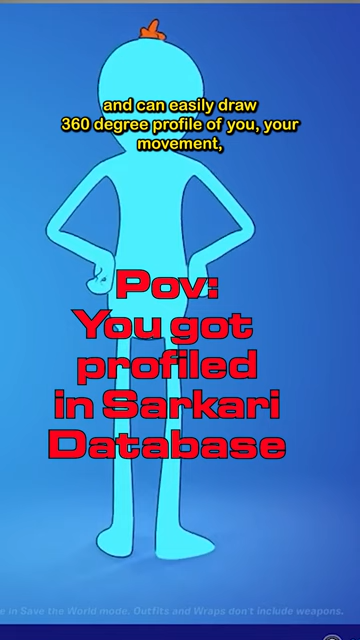 and can easily draw
360 degree profile of you, your
movement,
Pov:
You got
profiled
in Sarkari
Database
e in Save the World mode. Outfits and Wraps don't include weapons.